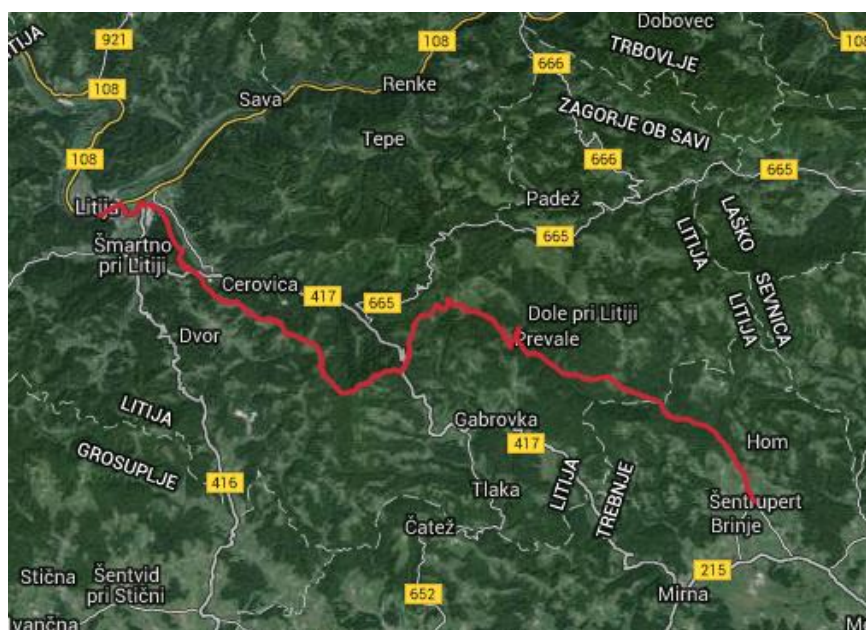 Dobovec
LITIJA
921
108
108
TRBOVLJE
666
108
Renke
Sava
ZAGORJE OB SAVI
Tepe
108
666
665
Padež
Litija
LITIJA
LAŠKO
665
Šmartno
pri Litiji
Cerovica
417
665
SEVNICA
LITIJA
Dole pri Litiji
Prevale
Dvor
LITIJA
Gabrovka
417
Hom
GROSUPLJE
416
Tlaka
LITIJA
TREBNJE
Šentrupert
Brinje
Čatež
Stična
Šentvid
pri Stični
215
652
Mirna